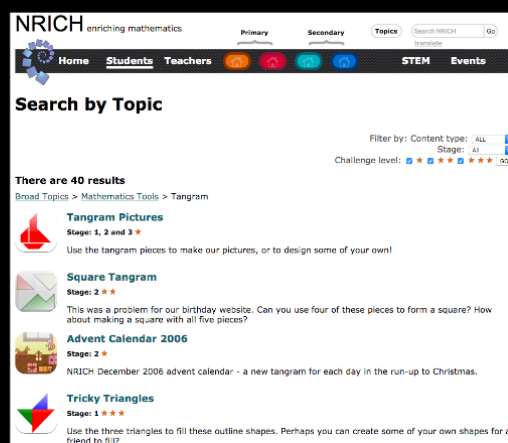 NRICH enriching mathematics
Primary
Secondary
Topics
Search NRICH
Go
translate
Home
Students
Teachers
STEM
Events
Search by Topic
Filter by: Content type: ALL
Stage: All
Challenge level:
GO
There are 40 results
Broad Topics > Mathematics Tools > Tangram
Tangram Pictures
Stage: 1, 2 and 3
Use the tangram pieces to make our pictures, or to design some of your own!
Square Tangram
Stage: 2
This was a problem for our birthday website. Can you use four of these pieces to form a square? How
about making a square with all five pieces?
Advent Calendar 2006
Stage: 2
NRICH December 2006 advent calendar - a new tangram for each day in the run-up to Christmas.
Tricky Triangles
Stage: 1
Use the three triangles to fill these outline shapes. Perhaps you can create some of your own shapes for a
friend to fill?